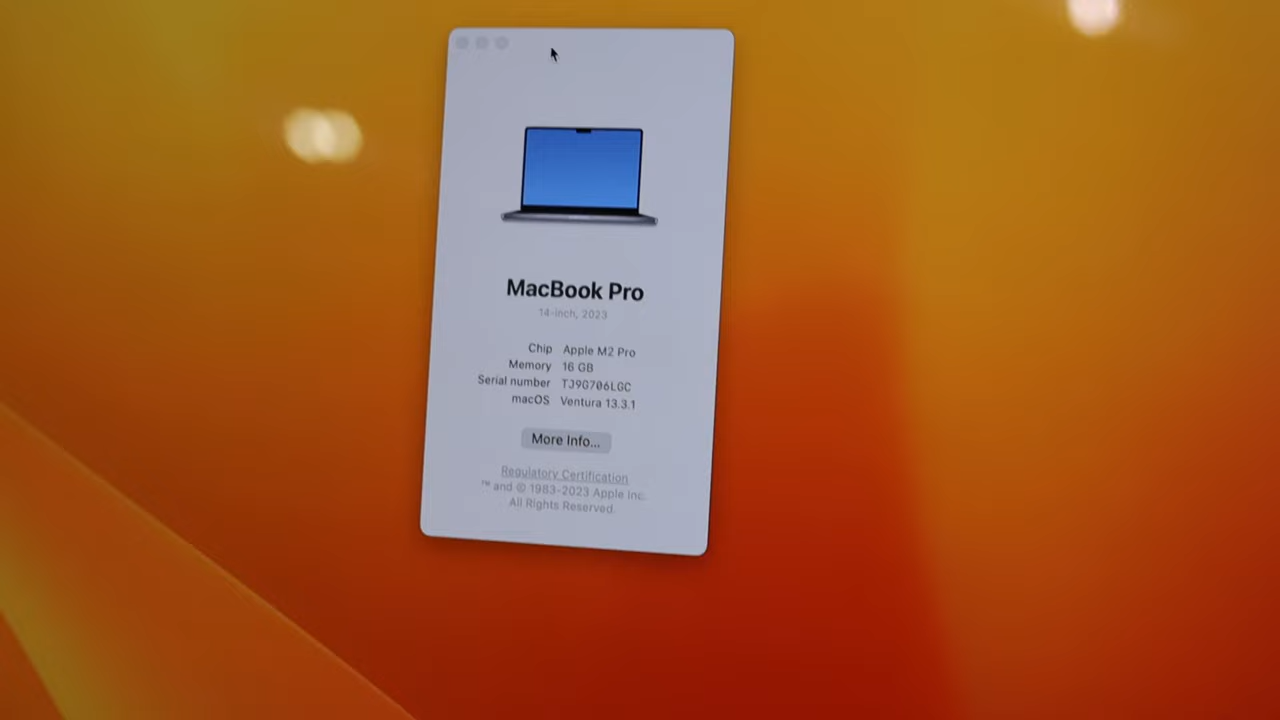 MacBook Pro
14-inch, 2023
Chip Apple M2 Pro
Memory 16 GB
Serial number TJ9G706LGC
macOS Ventura 13.3.1
More Info...
Regulatory Certification
™ and © 1983-2023 Apple Inc.
All Rights Reserved.